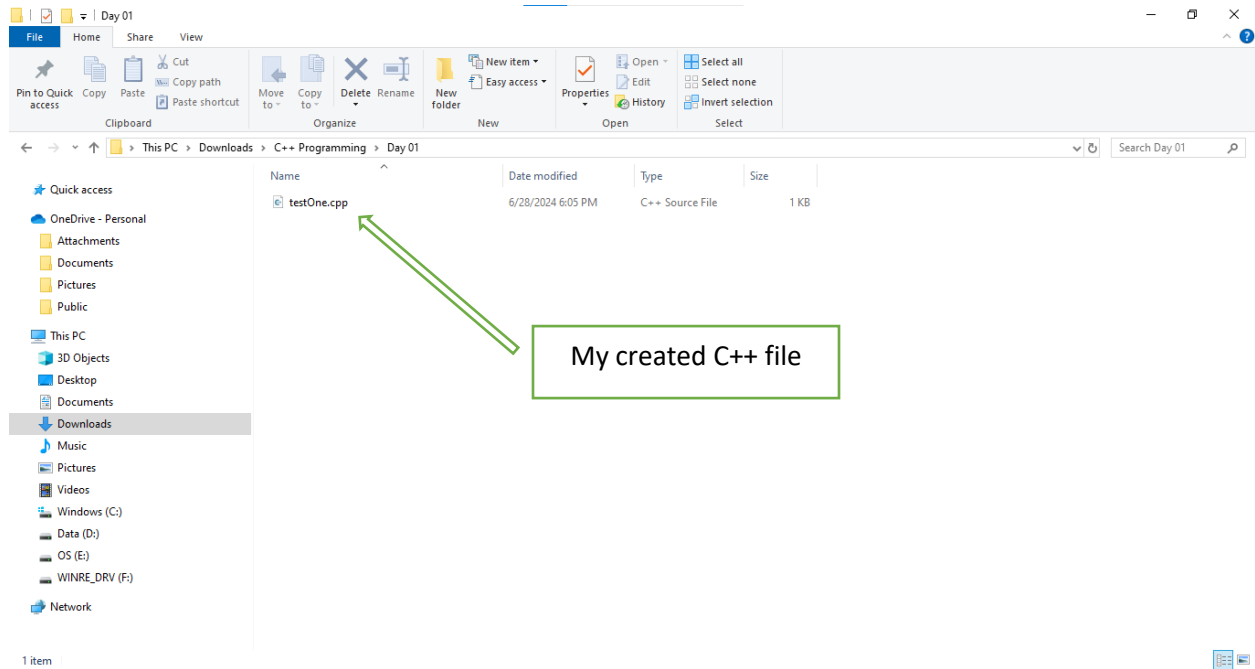 Day 01
File Home Share View
Pin to Quick access
Copy
Paste
Cut
Copy path
Paste shortcut
Clipboard
Move to
Copy to
Delete
Rename
Organize
New folder
New item
Easy access
New
Properties
Open
Edit
History
Open
Select all
Select none
Invert selection
Select
This PC > Downloads > C++ Programming > Day 01
Search Day 01
Name Date modified Type Size
testOne.cpp 6/28/2024 6:05 PM C++ Source File 1 KB
Quick access
OneDrive - Personal
Attachments
Documents
Pictures
Public
This PC
3D Objects
Desktop
Documents
Downloads
Music
Pictures
Videos
Windows (C:)
Data (D:)
OS (E:)
WINRE_DRV (F:)
Network
My created C++ file
1 item